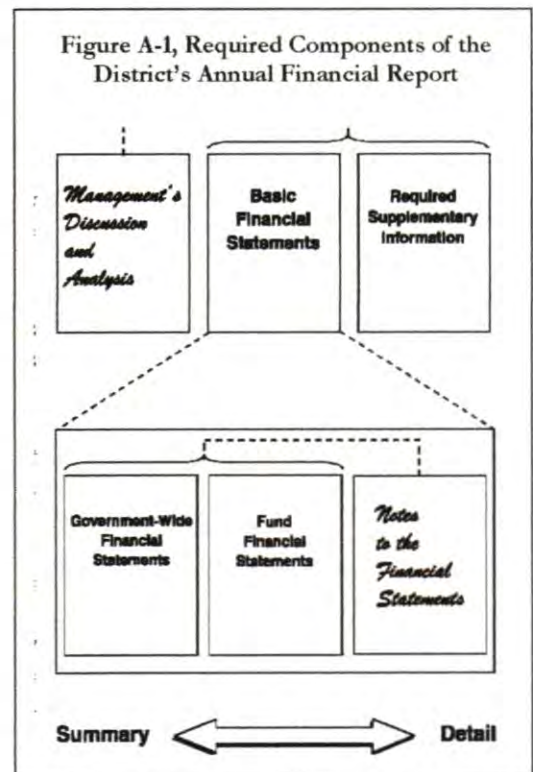 Figure A-1, Required Components of the
District's Annual Financial Report
Management's
Discussion
and
Analysis
Basic
Financial
Statements
Required
Supplementary
Information
Government-Wide
Financial
Statements
Fund
Financial
Statements
Notes
to the
Financial
Statements
Summary
Detail